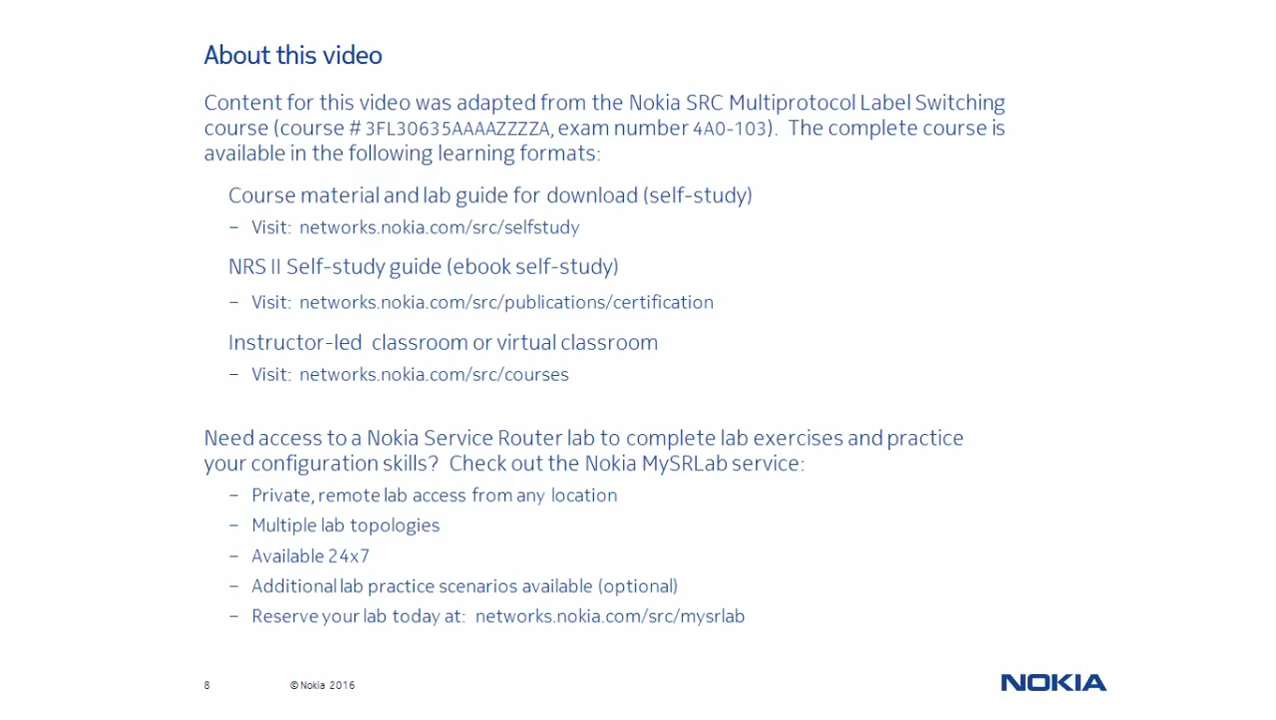 About this video
Content for this video was adapted from the Nokia SRC Multiprotocol Label Switching
course (course # 3FL30635AAAAZZZZA, exam number 4A0-103).  The complete course is
available in the following learning formats:
Course material and lab guide for download (self-study)
– Visit:  networks.nokia.com/src/selfstudy
NRS II Self-study guide (ebook self-study)
– Visit:  networks.nokia.com/src/publications/certification
Instructor-led  classroom or virtual classroom
– Visit:  networks.nokia.com/src/courses
Need access to a Nokia Service Router lab to complete lab exercises and practice
your configuration skills?  Check out the Nokia MySRLab service:
– Private, remote lab access from any location
– Multiple lab topologies
– Available 24x7
– Additional lab practice scenarios available (optional)
– Reserve your lab today at:  networks.nokia.com/src/mysrlab
8 © Nokia 2016
NOKIA